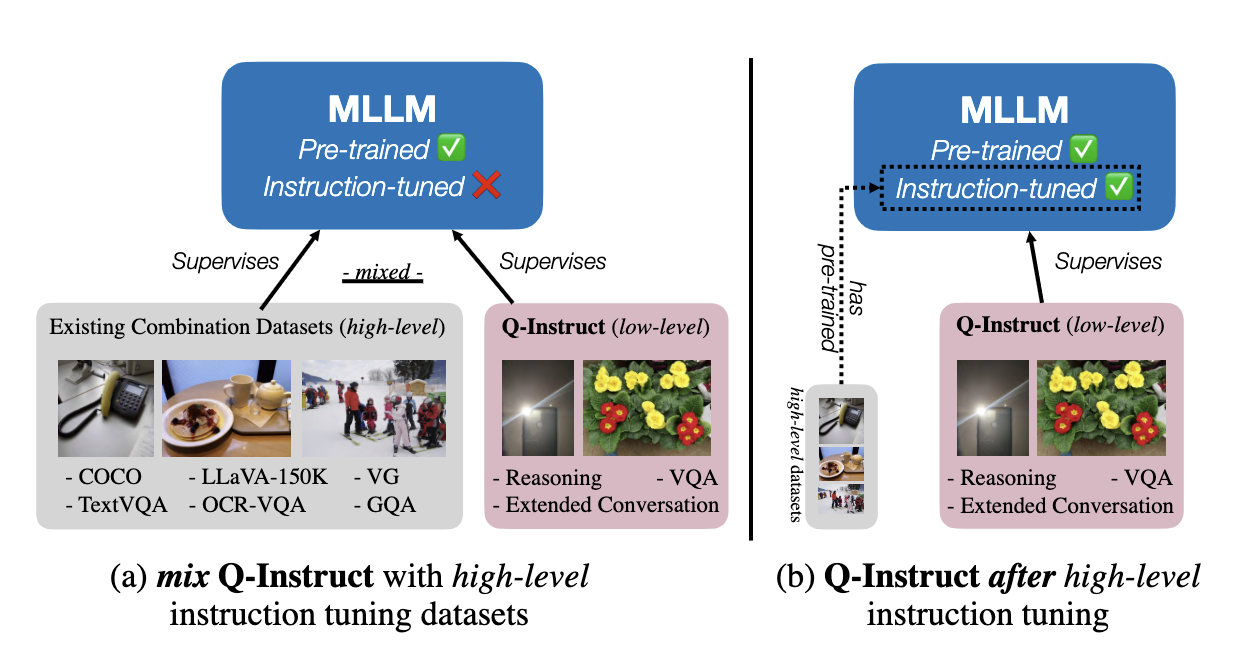 MLLM
Pre-trained ✅
Instruction-tuned ❌
Supervises
- mixed -
Supervises
Existing Combination Datasets (high-level)
- COCO - LLaVA-150K - VG
- TextVQA - OCR-VQA - GQA
Q-Instruct (low-level)
- Reasoning - VQA
- Extended Conversation
(a) mix Q-Instruct with high-level
instruction tuning datasets
MLLM
Pre-trained ✅
Instruction-tuned ✅
has
pre-trained
Supervises
high-level datasets
Q-Instruct (low-level)
- Reasoning - VQA
- Extended Conversation
(b) Q-Instruct after high-level
instruction tuning